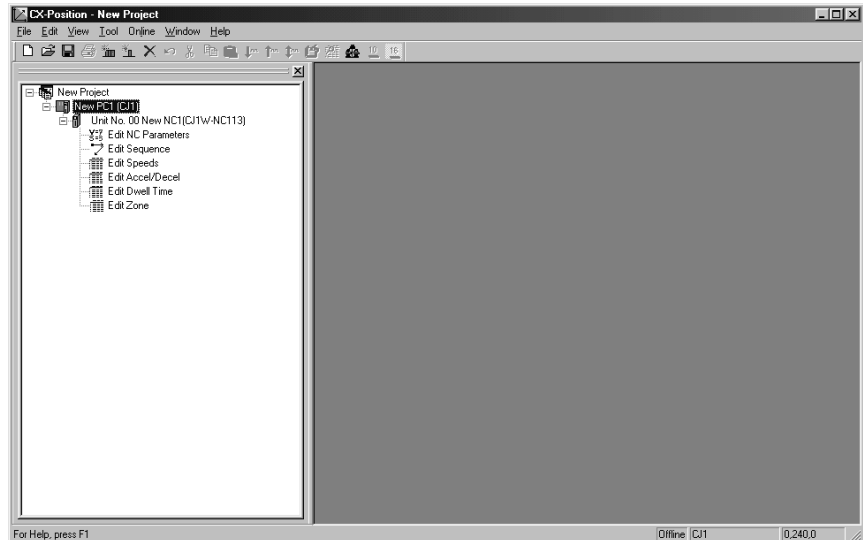 CX-Position - New Project
File Edit View Tool Online Window Help
10 16
New Project
New PC1 (CJ1)
Unit No. 00 New NC1(CJ1W-NC113)
Edit NC Parameters
Edit Sequence
Edit Speeds
Edit Accel/Decel
Edit Dwell Time
Edit Zone
For Help, press F1 Offline CJ1 0,240,0